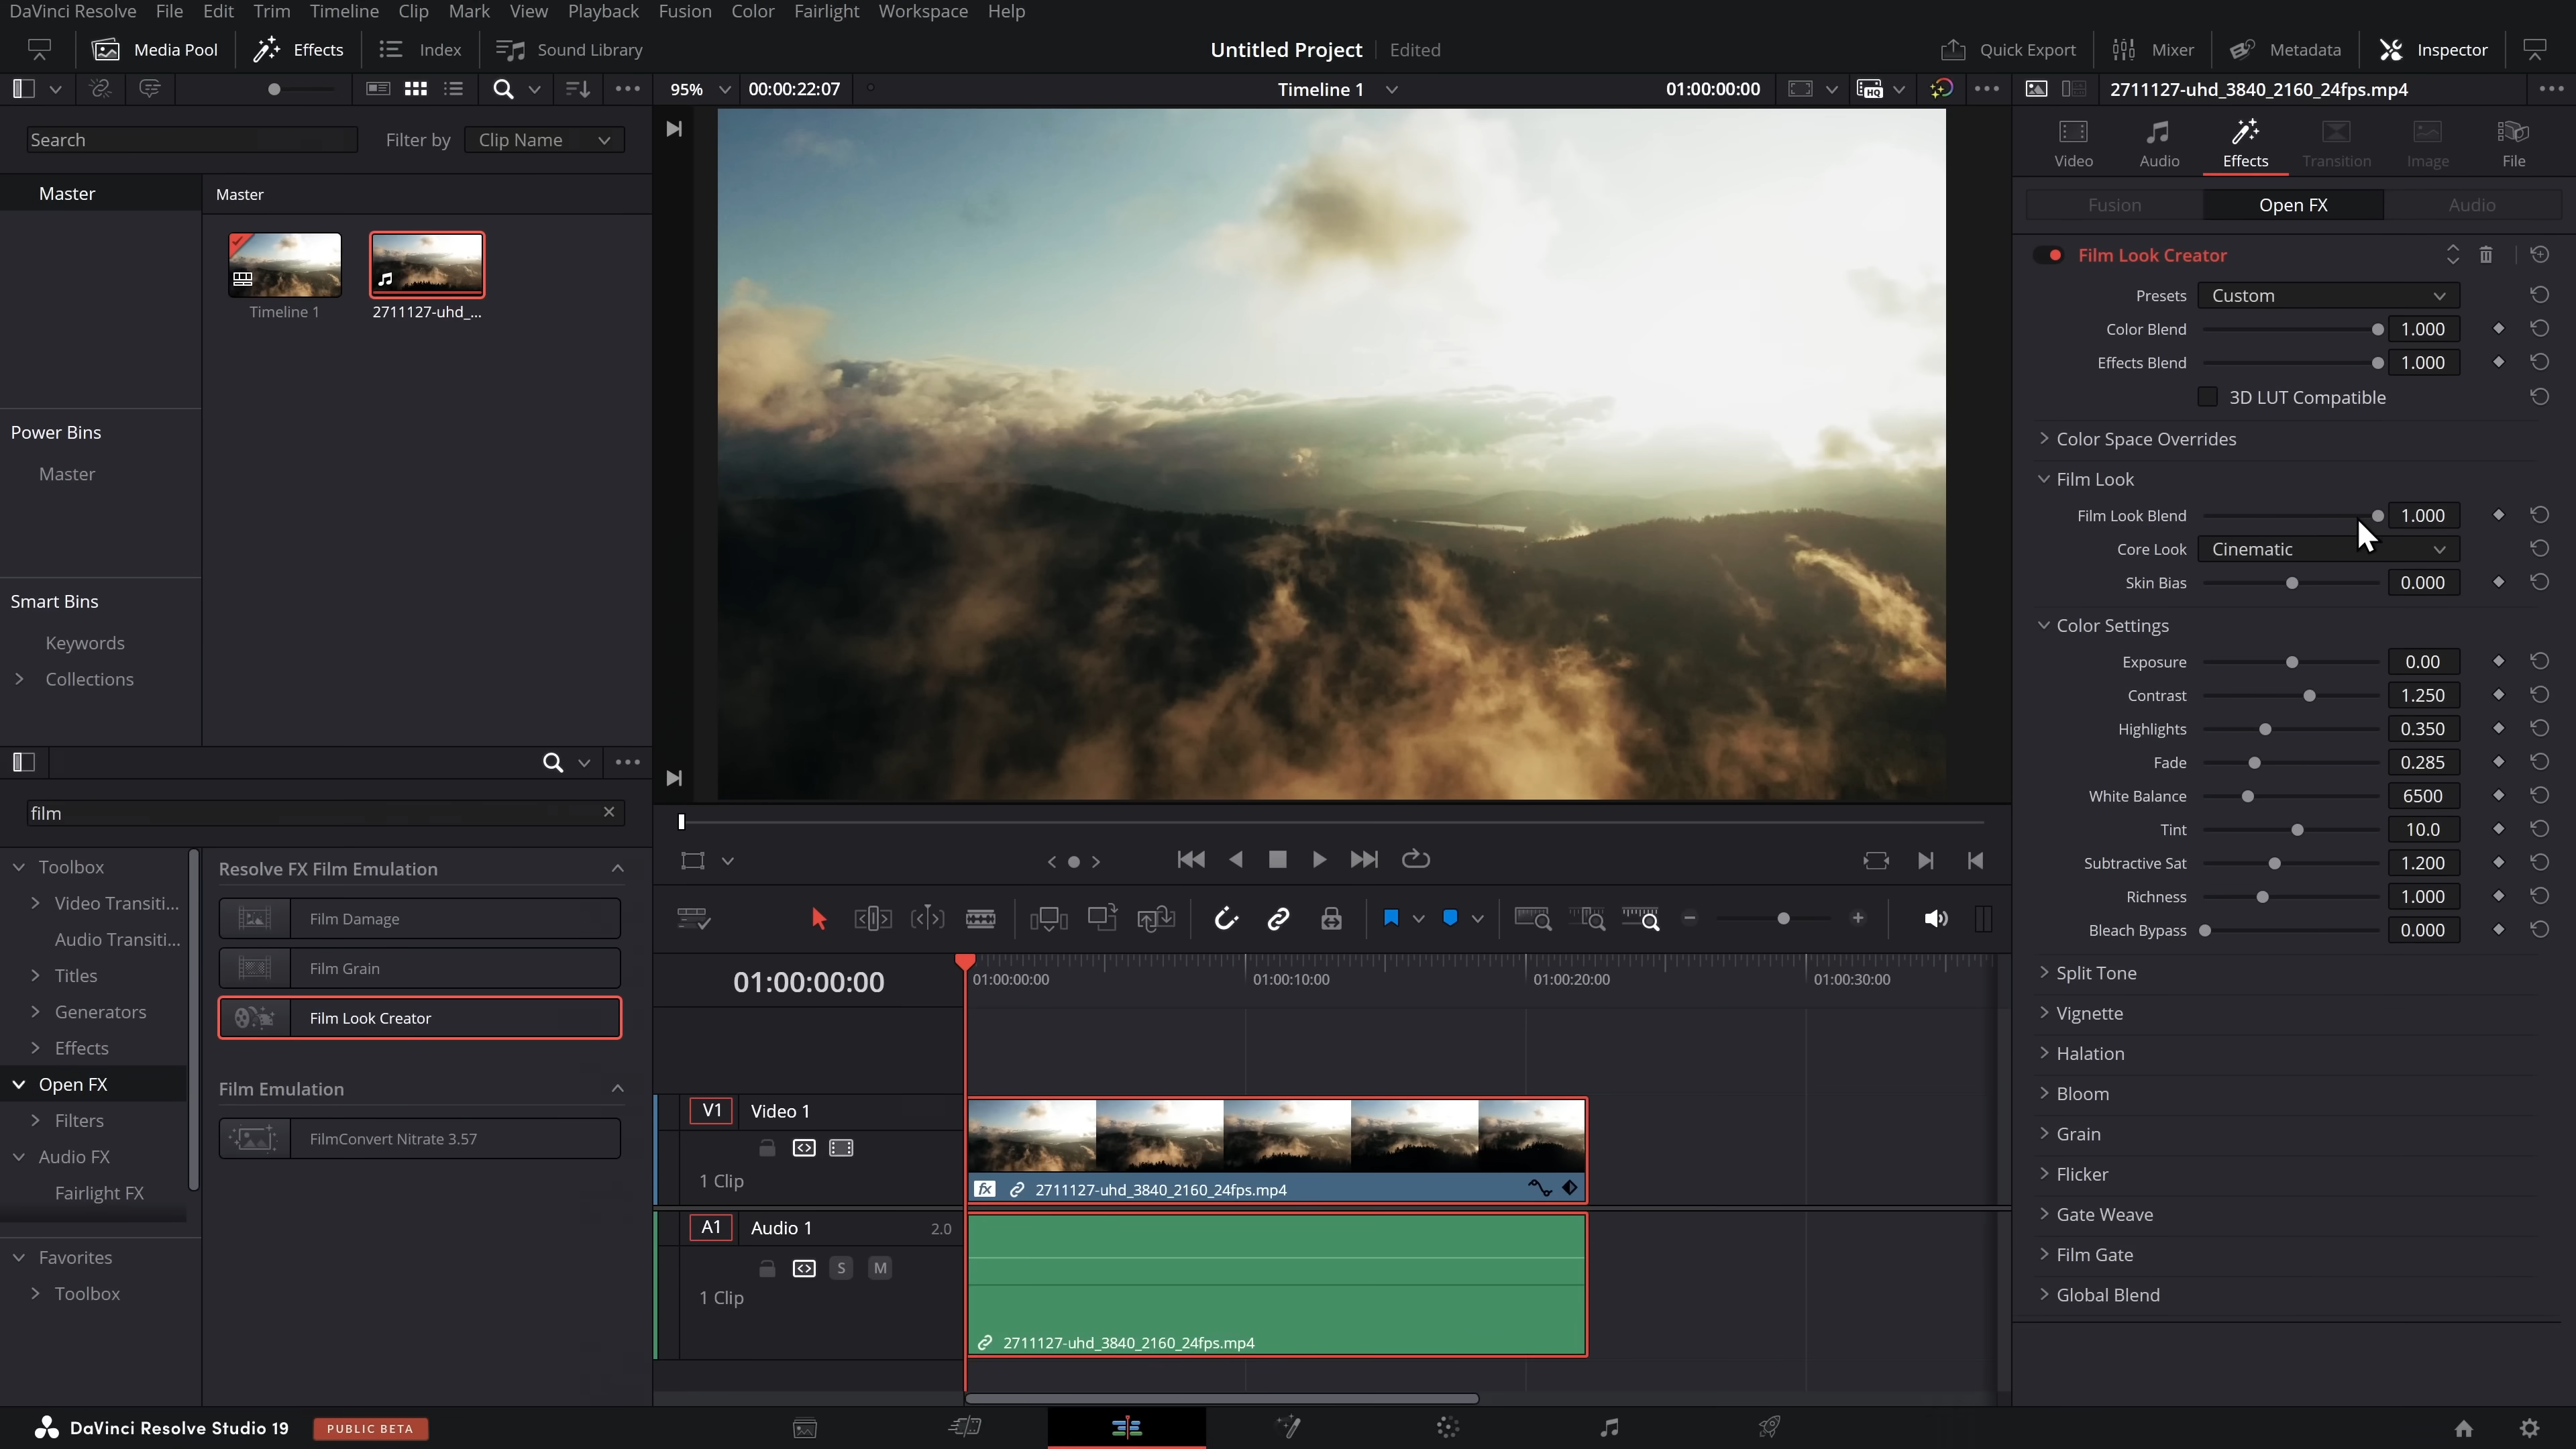 DaVinci Resolve File Edit Trim Timeline Clip Mark View Playback Fusion Color Fairlight Workspace Help
Media Pool Effects Index Sound Library Untitled Project Edited Quick Export Mixer Metadata Inspector
95% 00:00:22:07 Timeline 1 01:00:00:00 HQ 2711127-uhd_3840_2160_24fps.mp4
Search Filter by Clip Name
Master
Master
Timeline 1
2711127-uhd_...
Power Bins
Master
Smart Bins
Keywords
Collections
Video Audio Effects Transition Image File
Fusion Open FX Audio
Film Look Creator
Presets Custom
Color Blend 1.000
Effects Blend 1.000
3D LUT Compatible
Color Space Overrides
Film Look
Film Look Blend 1.000
Core Look Cinematic
Skin Bias 0.000
Color Settings
Exposure 0.00
Contrast 1.250
Highlights 0.350
Fade 0.285
White Balance 6500
Tint 10.0
Subtractive Sat 1.200
Richness 1.000
Bleach Bypass 0.000
Split Tone
Vignette
Halation
Bloom
Grain
Flicker
Gate Weave
Film Gate
Global Blend
film
Toolbox
Video Transiti...
Audio Transiti...
Titles
Generators
Effects
Open FX
Filters
Audio FX
Fairlight FX
Favorites
Toolbox
Resolve FX Film Emulation
Film Damage
Film Grain
Film Look Creator
Film Emulation
FilmConvert Nitrate 3.57
01:00:00:00 01:00:00:00 01:00:10:00 01:00:20:00 01:00:30:00
V1 Video 1
1 Clip
fx 2711127-uhd_3840_2160_24fps.mp4
A1 Audio 1 2.0
S M
1 Clip
2711127-uhd_3840_2160_24fps.mp4
DaVinci Resolve Studio 19 PUBLIC BETA